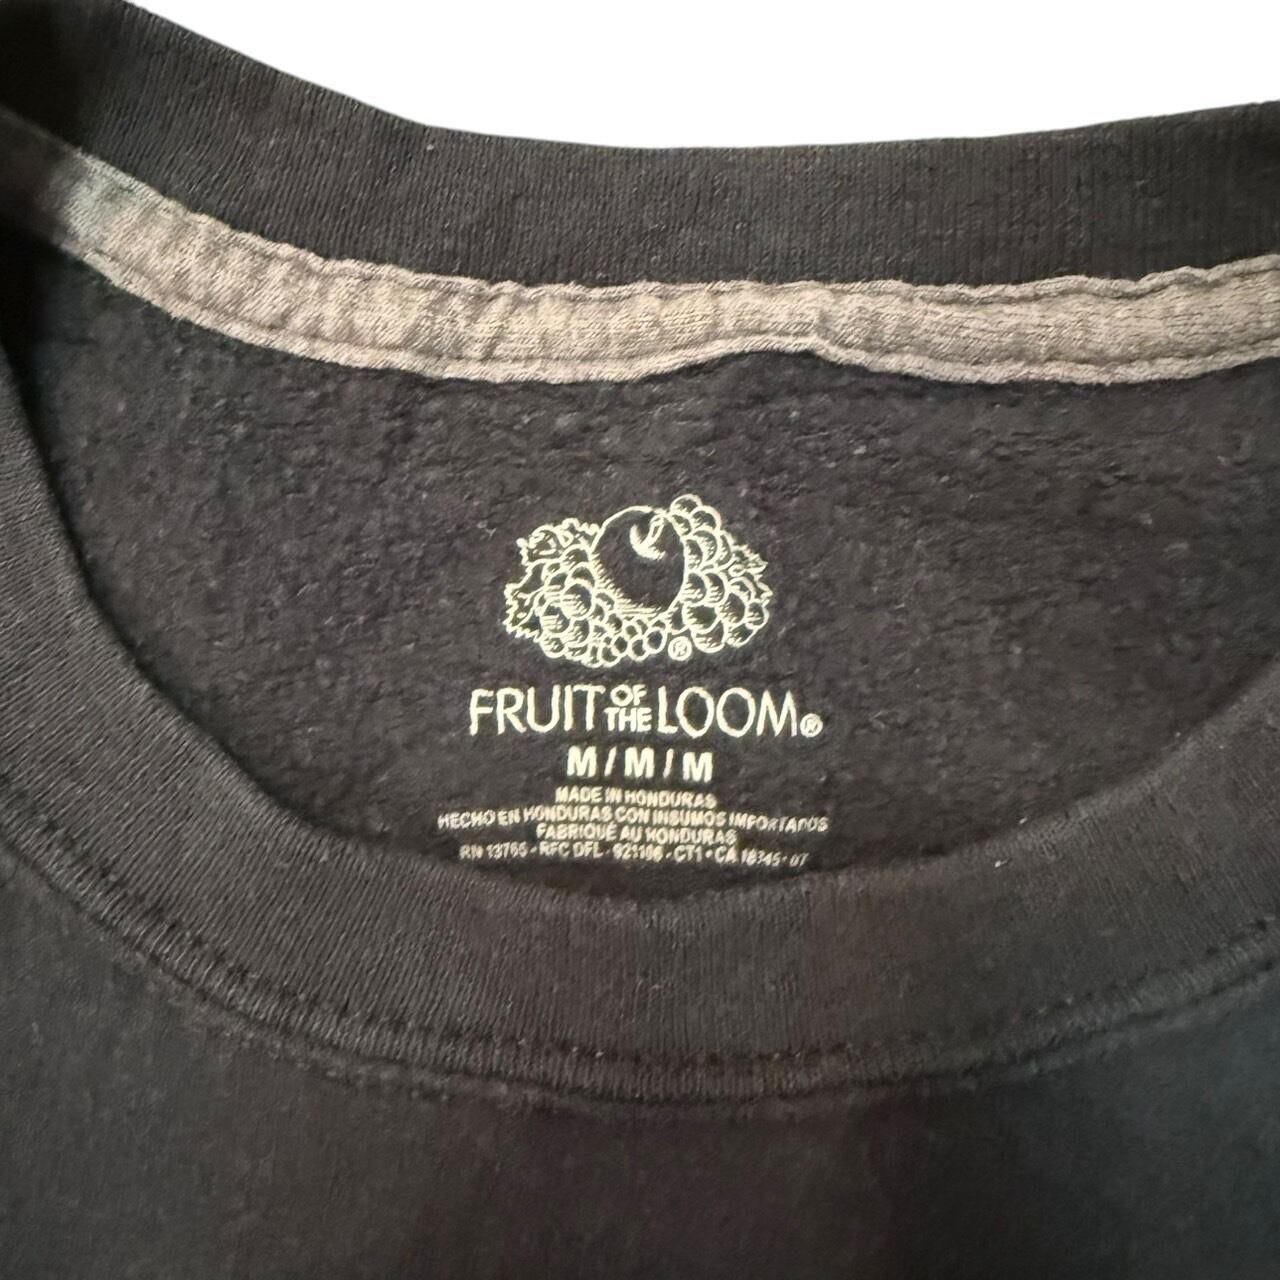 FRUIT OF THE LOOM®
M / M / M
MADE IN HONDURAS
HECHO EN HONDURAS CON INSUMOS IMPORTADOS
FABRIQUÉ AU HONDURAS
RN 13765 - RFC DFL - 921106 - CT1 • CA 18345 - 07